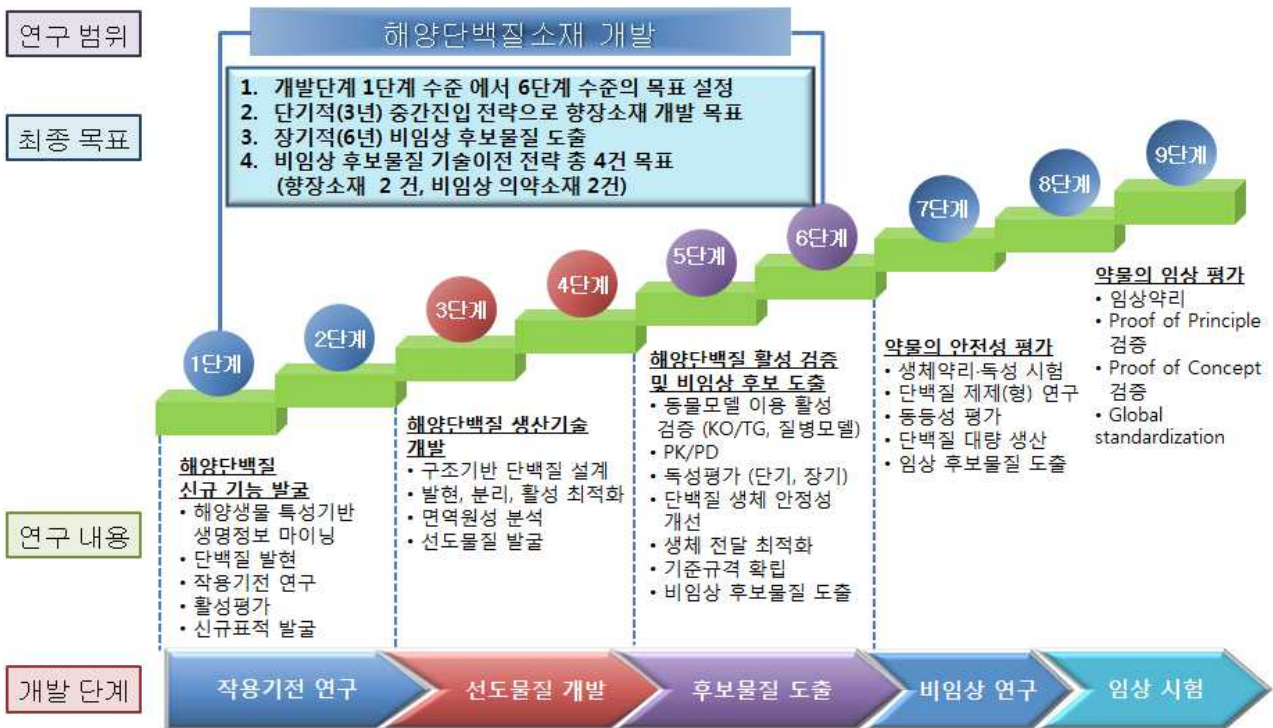 연구 범위
해양단백질소재 개발
최종 목표
1. 개발단계 1단계 수준 에서 6단계 수준의 목표 설정
2. 단기적(3년) 중간진입 전략으로 향장소재 개발 목표
3. 장기적(6년) 비임상 후보물질 도출
4. 비임상 후보물질 기술이전 전략 총 4건 목표
(향장소재 2 건, 비임상 의약소재 2건)
1단계
2단계
3단계
4단계
5단계
6단계
7단계
8단계
9단계
연구 내용
해양단백질
신규 기능 발굴
• 해양생물 특성기반
생명정보 마이닝
• 단백질 발현
• 작용기전 연구
• 활성평가
• 신규표적 발굴
해양단백질 생산기술
개발
• 구조기반 단백질 설계
• 발현, 분리, 활성 최적화
• 면역원성 분석
• 선도물질 발굴
해양단백질 활성 검증
및 비임상 후보 도출
• 동물모델 이용 활성
검증 (KO/TG, 질병모델)
• PK/PD
• 독성평가 (단기, 장기)
• 단백질 생체 안정성
개선
• 생체 전달 최적화
• 기준규격 확립
• 비임상 후보물질 도출
약물의 안전성 평가
• 생체약리·독성 시험
• 단백질 제제(형) 연구
• 동등성 평가
• 단백질 대량 생산
• 임상 후보물질 도출
약물의 임상 평가
• 임상약리
• Proof of Principle
검증
• Proof of Concept
검증
• Global
standardization
개발 단계
작용기전 연구
선도물질 개발
후보물질 도출
비임상 연구
임상 시험